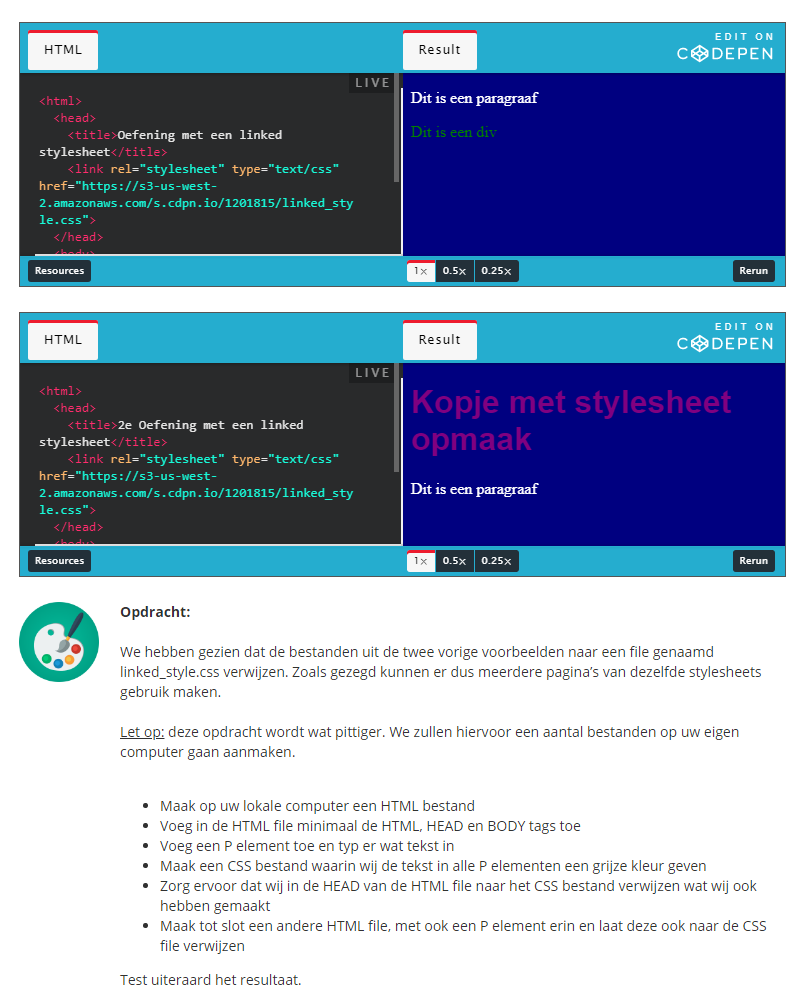 HTML
Result
EDIT ON
CODEPEN
LIVE
<html>
<head>
<title>Oefening met een linked
stylesheet</title>
<link rel="stylesheet" type="text/css"
href="https://s3-us-west-
2.amazonaws.com/s.cdpn.io/1201815/linked_sty
le.css">
</head>
<body>
Dit is een paragraaf
Dit is een div
Resources
1× 0.5× 0.25×
Rerun
HTML
Result
EDIT ON
CODEPEN
LIVE
<html>
<head>
<title>2e Oefening met een linked
stylesheet</title>
<link rel="stylesheet" type="text/css"
href="https://s3-us-west-
2.amazonaws.com/s.cdpn.io/1201815/linked_sty
le.css">
</head>
<body>
Kopje met stylesheet
opmaak
Dit is een paragraaf
Resources
1× 0.5× 0.25×
Rerun
Opdracht:
We hebben gezien dat de bestanden uit de twee vorige voorbeelden naar een file genaamd
linked_style.css verwijzen. Zoals gezegd kunnen er dus meerdere pagina's van dezelfde stylesheets
gebruik maken.
Let op: deze opdracht wordt wat pittiger. We zullen hiervoor een aantal bestanden op uw eigen
computer gaan aanmaken.
• Maak op uw lokale computer een HTML bestand
• Voeg in de HTML file minimaal de HTML, HEAD en BODY tags toe
• Voeg een P element toe en typ er wat tekst in
• Maak een CSS bestand waarin wij de tekst in alle P elementen een grijze kleur geven
• Zorg ervoor dat wij in de HEAD van de HTML file naar het CSS bestand verwijzen wat wij ook
hebben gemaakt
• Maak tot slot een andere HTML file, met ook een P element erin en laat deze ook naar de CSS
file verwijzen
Test uiteraard het resultaat.